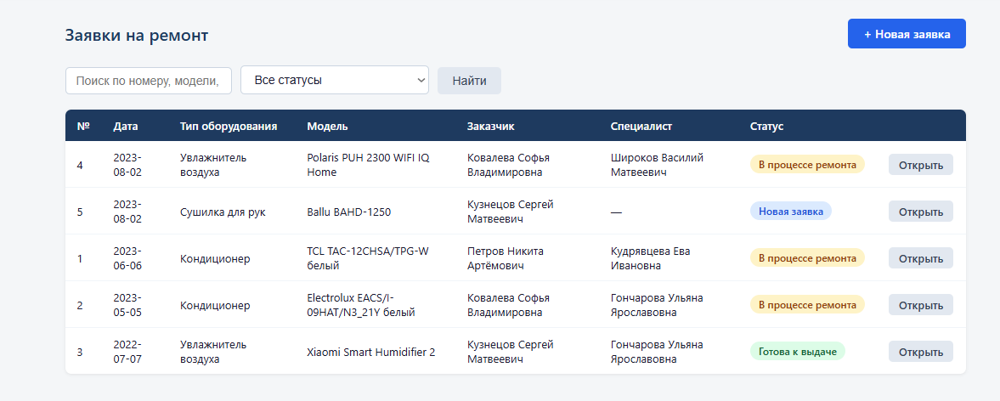 Заявки на ремонт
+ Новая заявка
Поиск по номеру, модели,
Все статусы
Найти
№ Дата Тип оборудования Модель Заказчик Специалист Статус
4 2023-08-02 Увлажнитель воздуха Polaris PUH 2300 WIFI IQ Home Ковалева Софья Владимировна Широков Василий Матвеевич В процессе ремонта Открыть
5 2023-08-02 Сушилка для рук Ballu BAHD-1250 Кузнецов Сергей Матвеевич — Новая заявка Открыть
1 2023-06-06 Кондиционер TCL TAC-12CHSA/TPG-W белый Петров Никита Артёмович Кудрявцева Ева Ивановна В процессе ремонта Открыть
2 2023-05-05 Кондиционер Electrolux EACS/I-09HAT/N3_21Y белый Ковалева Софья Владимировна Гончарова Ульяна Ярославовна В процессе ремонта Открыть
3 2022-07-07 Увлажнитель воздуха Xiaomi Smart Humidifier 2 Кузнецов Сергей Матвеевич Гончарова Ульяна Ярославовна Готова к выдаче Открыть